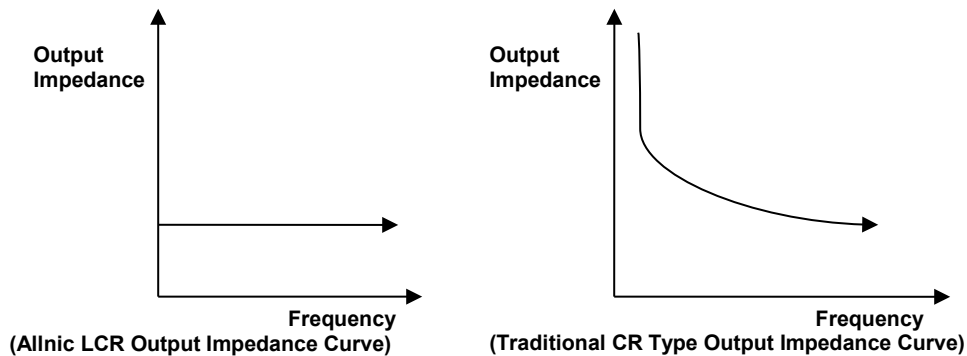 Output
Impedance
Frequency
(Allnic LCR Output Impedance Curve)
Output
Impedance
Frequency
(Traditional CR Type Output Impedance Curve)